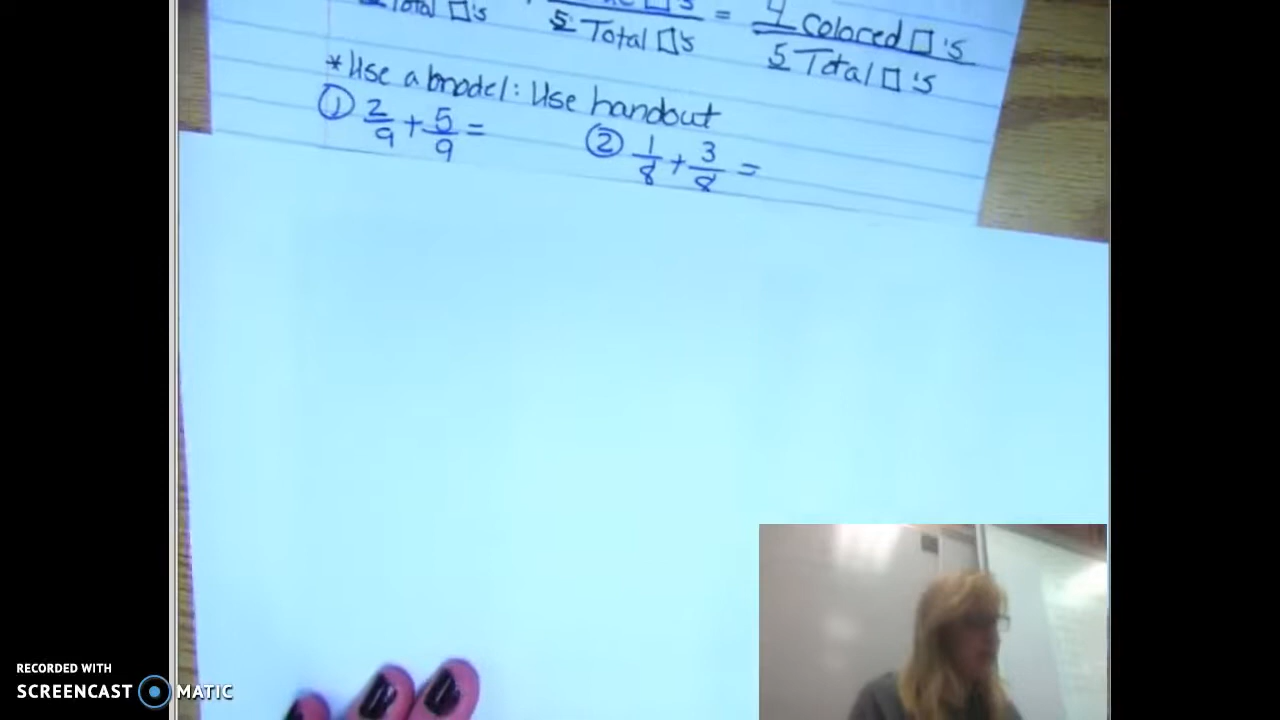 Total □'s
5 Total □'s = 4 Colored □'s
5 Total □'s
*Use a model: Use handout
① 2/9 + 5/9 =
② 1/8 + 3/8 =
RECORDED WITH
SCREENCAST MATIC